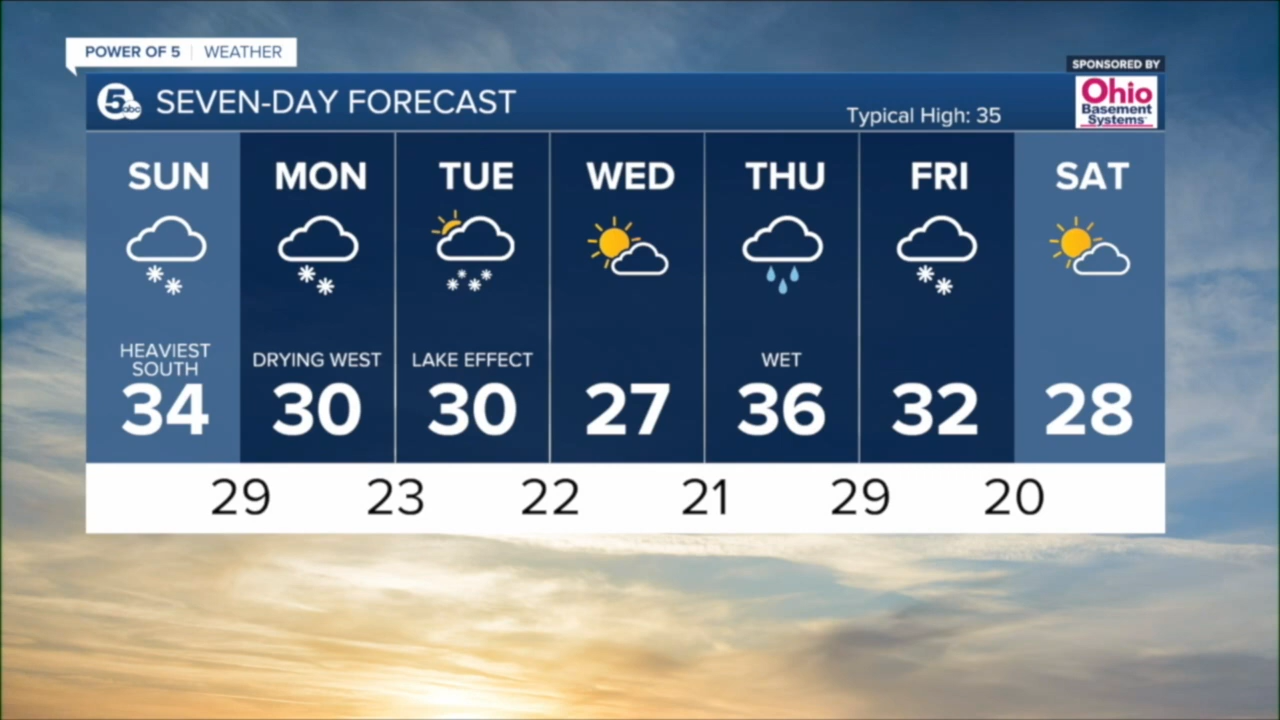 POWER OF 5 | WEATHER
SPONSORED BY
5 abc SEVEN-DAY FORECAST
Typical High: 35
Ohio
Basement
Systems
SUN MON TUE WED THU FRI SAT
HEAVIEST
SOUTH
DRYING WEST LAKE EFFECT WET
34 30 30 27 36 32 28
29 23 22 21 29 20